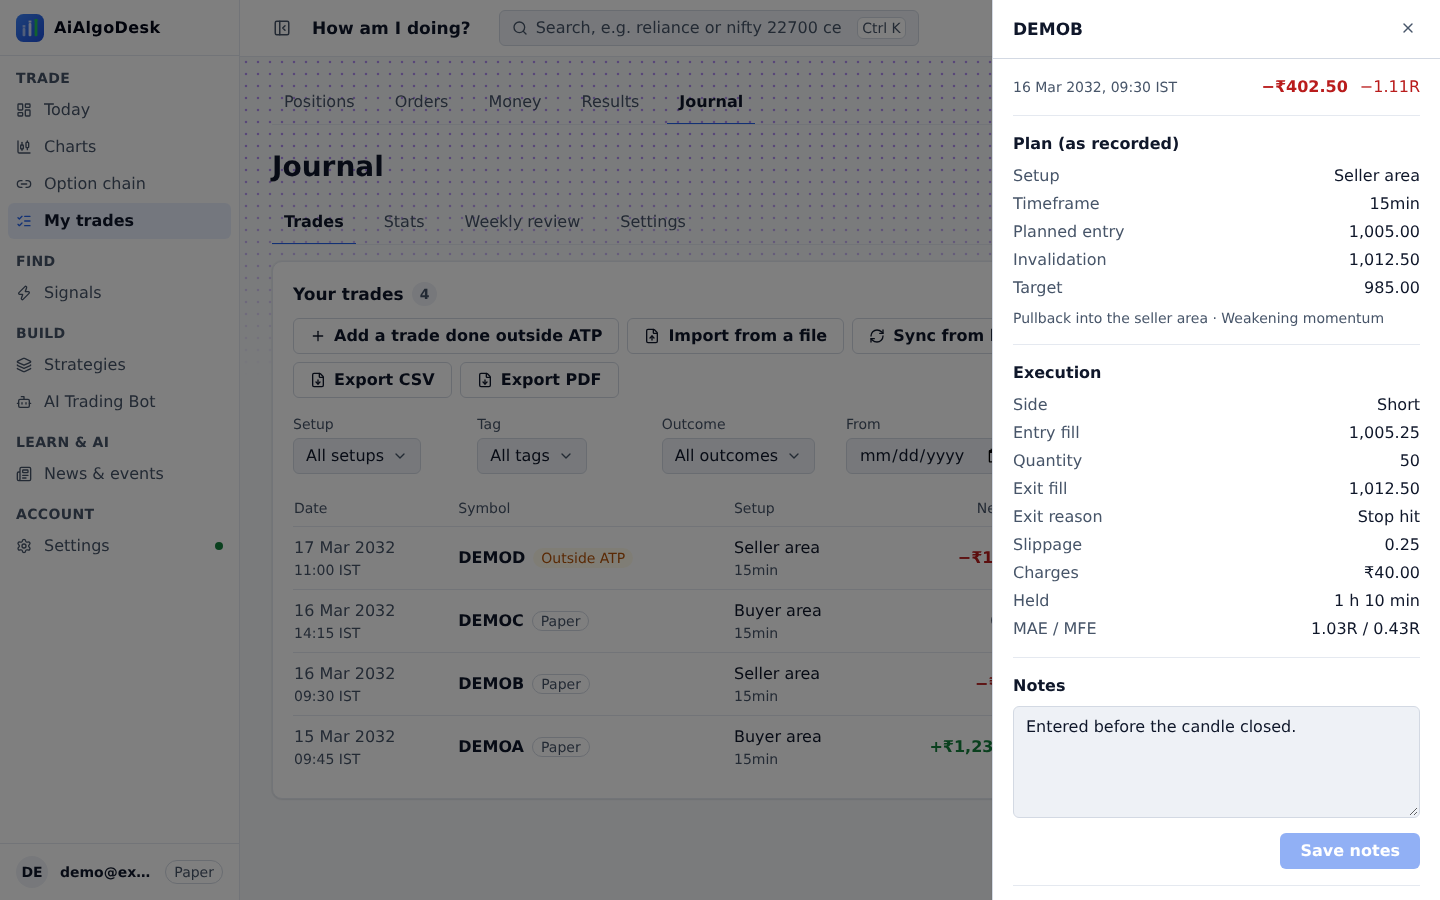 AiAlgoDesk
TRADE
Today
Charts
Option chain
My trades
FIND
Signals
BUILD
Strategies
AI Trading Bot
LEARN & AI
News & events
ACCOUNT
Settings
DE demo@ex... Paper
How am I doing?
Search, e.g. reliance or nifty 22700 ce Ctrl K
Positions Orders Money Results Journal
Journal
Trades Stats Weekly review Settings
Your trades 4
Add a trade done outside ATP Import from a file Sync from
Export CSV Export PDF
Setup Tag Outcome From
All setups All tags All outcomes mm/dd/yyyy
Date Symbol Setup
17 Mar 2032 DEMOD Outside ATP Seller area
11:00 IST 15min
16 Mar 2032 DEMOC Paper Buyer area
14:15 IST 15min
16 Mar 2032 DEMOB Paper Seller area
09:30 IST 15min
15 Mar 2032 DEMOA Paper Buyer area +₹1,23
09:45 IST 15min
DEMOB
16 Mar 2032, 09:30 IST −₹402.50 −1.11R
Plan (as recorded)
Setup Seller area
Timeframe 15min
Planned entry 1,005.00
Invalidation 1,012.50
Target 985.00
Pullback into the seller area · Weakening momentum
Execution
Side Short
Entry fill 1,005.25
Quantity 50
Exit fill 1,012.50
Exit reason Stop hit
Slippage 0.25
Charges ₹40.00
Held 1 h 10 min
MAE / MFE 1.03R / 0.43R
Notes
Entered before the candle closed.
Save notes